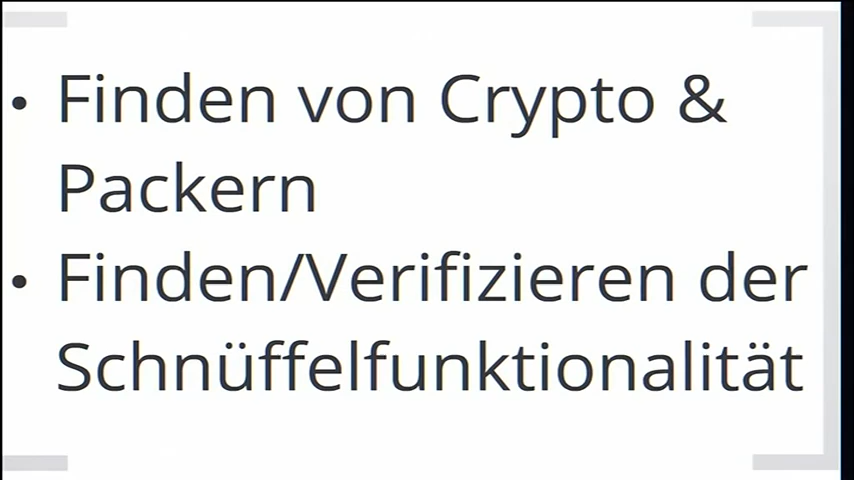 • Finden von Crypto &
Packern
• Finden/Verifizieren der
Schnüffelfunktionalität